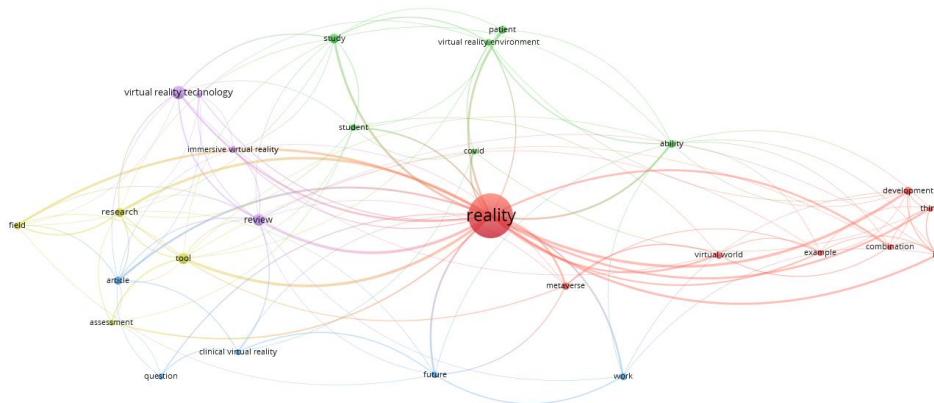 patient
study
virtual reality environment
virtual reality technology
student
ability
covid
immersive virtual reality
development
research
reality
review
field
combination
tool
virtual world
example
article
metaverse
assessment
clinical virtual reality
question
future
work